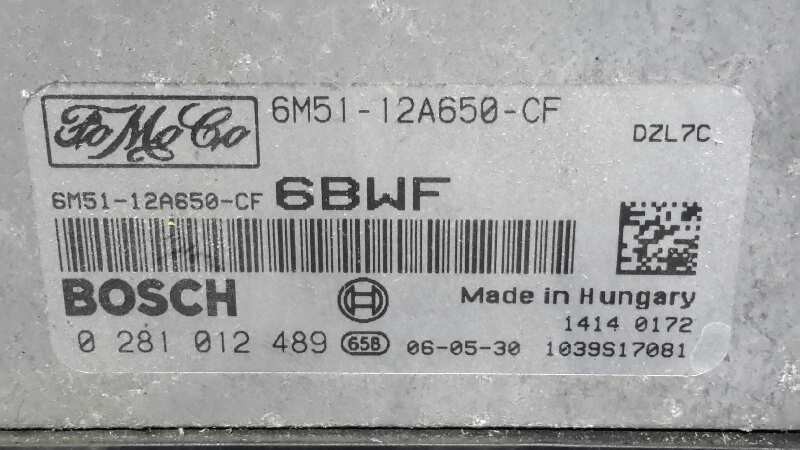 FoMoCo 6M51-12A650-CF
DZL7C
6M51-12A650-CF 6BWF
BOSCH
Made in Hungary
1414 0172
0 281 012 489 65B 06-05-30 1039S17081